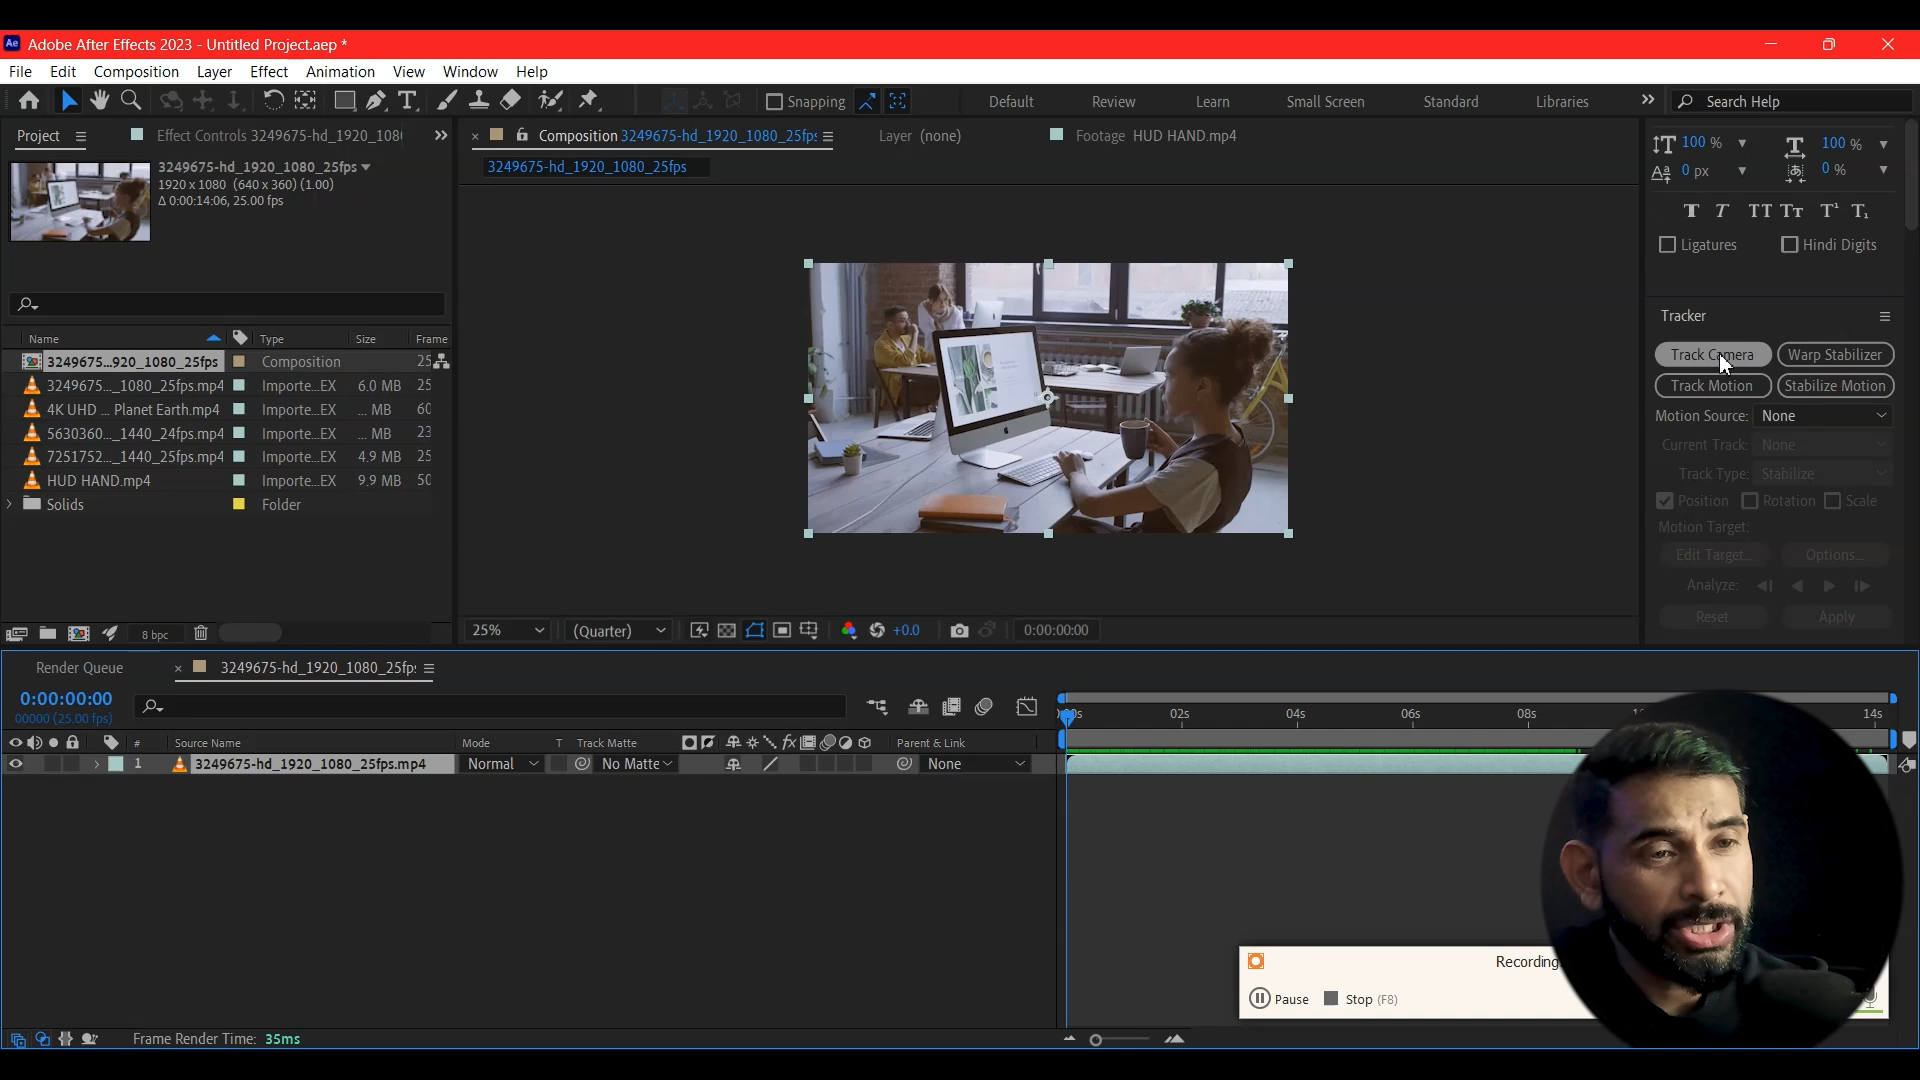 Ae Adobe After Effects 2023 - Untitled Project.aep *
File Edit Composition Layer Effect Animation View Window Help
Snapping Default Review Learn Small Screen Standard Libraries » Search Help
Project Effect Controls 3249675-hd_1920_108 »
3249675-hd_1920_1080_25fps
1920 x 1080 (640 x 360) (1.00)
Δ 0:00:14:06, 25.00 fps
Name Type Size Frame
3249675...920_1080_25fps Composition 25
3249675..._1080_25fps.mp4 Importe...EX 6.0 MB 25
4K UHD ... Planet Earth.mp4 Importe...EX ... MB 60
5630360..._1440_24fps.mp4 Importe...EX ... MB 23
7251752..._1440_25fps.mp4 Importe...EX 4.9 MB 25
HUD HAND.mp4 Importe...EX 9.9 MB 50
Solids Folder
8 bpc
× Composition 3249675-hd_1920_1080_25fps Layer (none) Footage HUD HAND.mp4
3249675-hd_1920_1080_25fps
25% (Quarter) +0.0 0:00:00:00
100 % 100 %
0 px 0 %
T T TT Tt T¹ T₁
Ligatures Hindi Digits
Tracker
Track Camera Warp Stabilizer
Track Motion Stabilize Motion
Motion Source: None
Current Track: None
Track Type: Stabilize
Position Rotation Scale
Motion Target:
Edit Target... Options...
Analyze:
Reset Apply
Render Queue × 3249675-hd_1920_1080_25fp
0:00:00:00
00000 (25.00 fps)
02s 04s 06s 08s 14s
# Source Name Mode T Track Matte fx Parent & Link
1 3249675-hd_1920_1080_25fps.mp4 Normal No Matte None
Recording
Pause Stop (F8)
Frame Render Time: 35ms